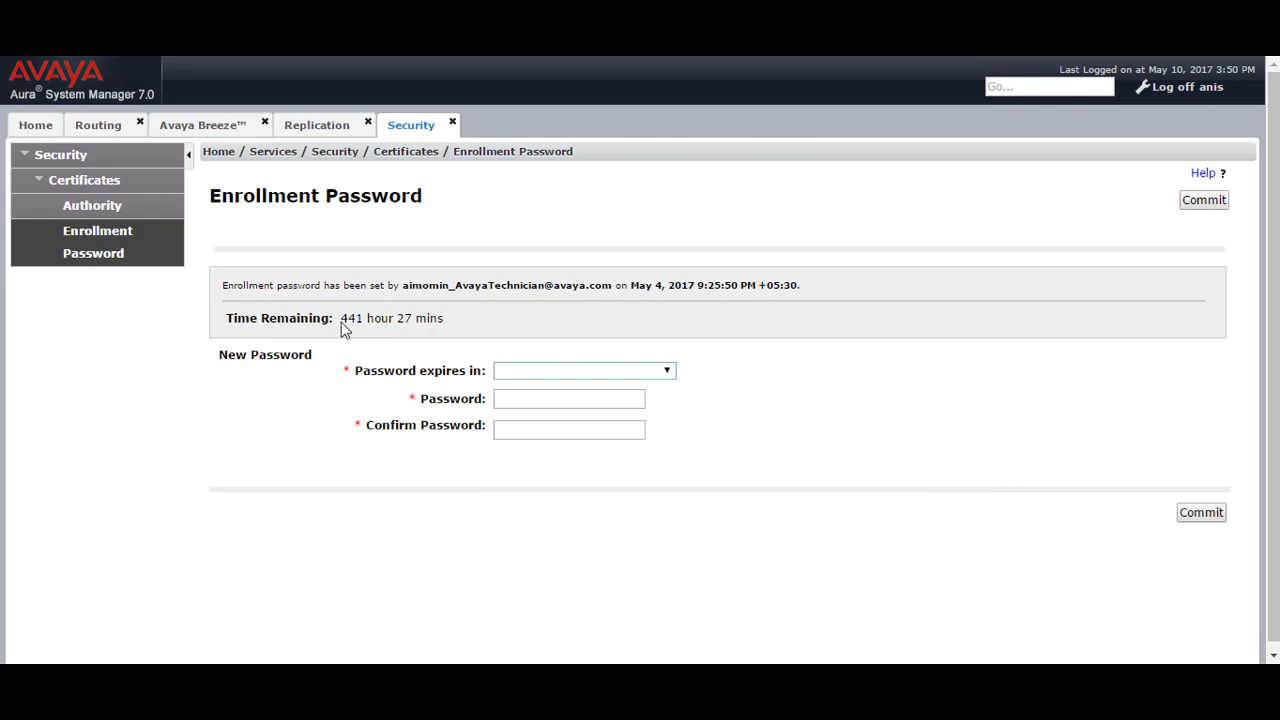 AVAYA
Aura® System Manager 7.0
Last Logged on at May 10, 2017 3:50 PM
Go...
Log off anis
Home
Routing
Avaya Breeze™
Replication
Security
Security
Certificates
Authority
Enrollment
Password
Home / Services / Security / Certificates / Enrollment Password
Help ?
Enrollment Password
Commit
Enrollment password has been set by aimomin_AvayaTechnician@avaya.com on May 4, 2017 9:25:50 PM +05:30.
Time Remaining: 441 hour 27 mins
New Password
* Password expires in:
* Password:
* Confirm Password:
Commit